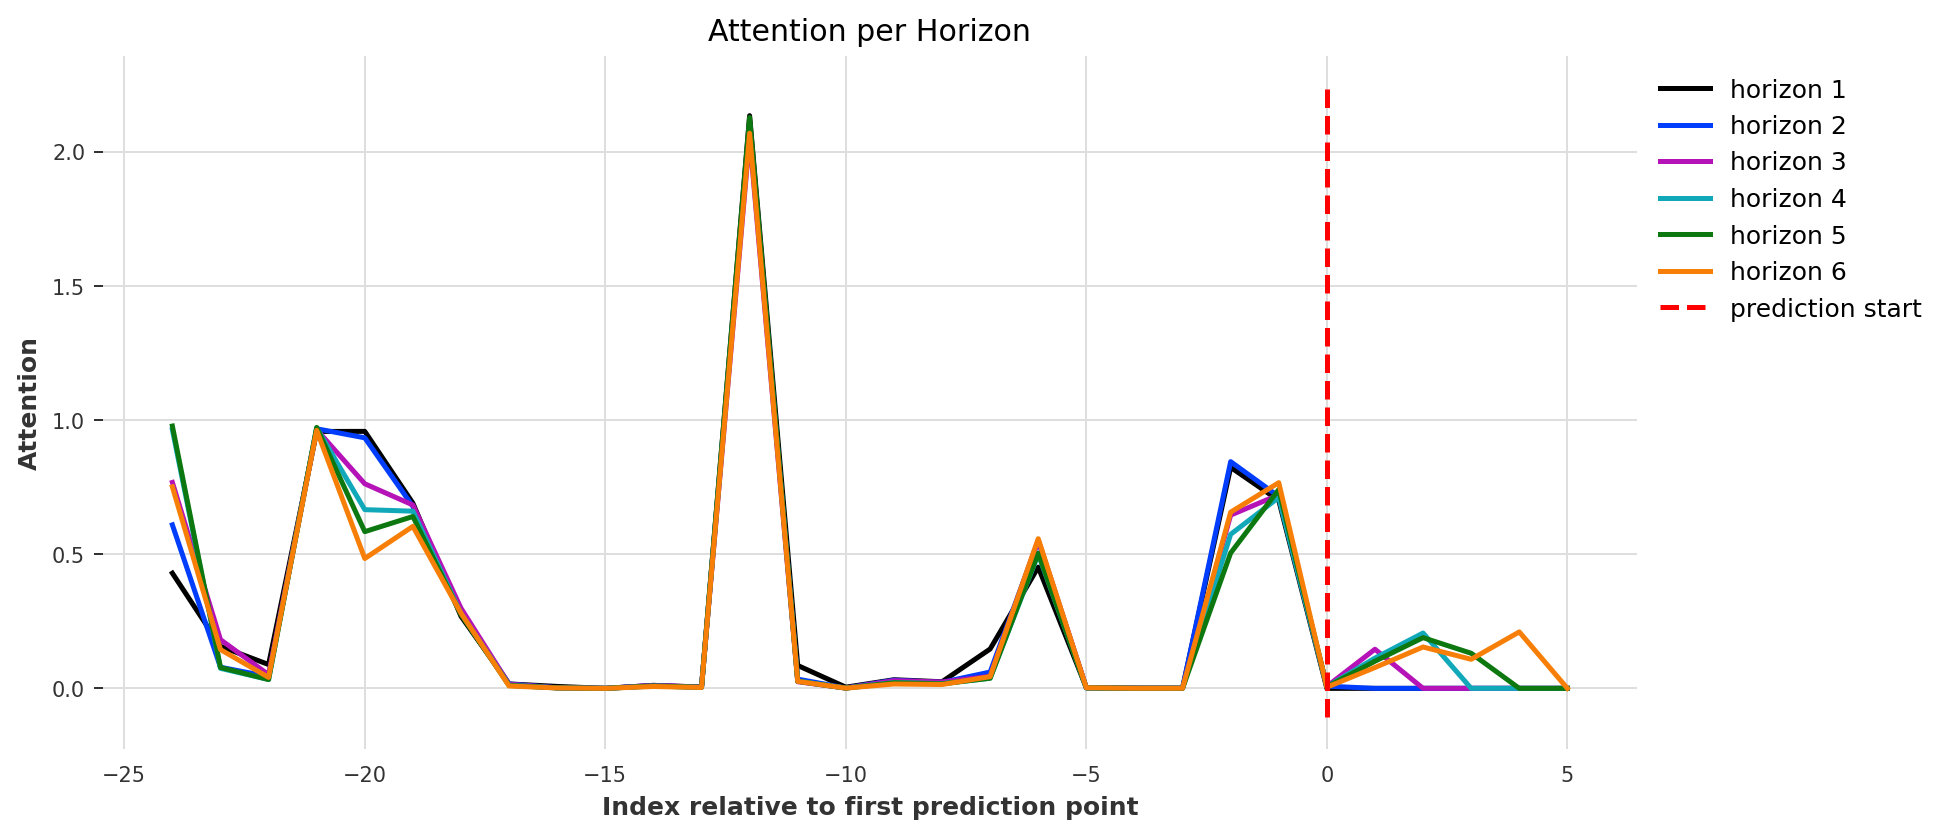 Attention per Horizon
2.0
1.5
1.0
0.5
0.0
Attention
−25
−20
−15
−10
−5
0
5
Index relative to first prediction point
horizon 1
horizon 2
horizon 3
horizon 4
horizon 5
horizon 6
prediction start